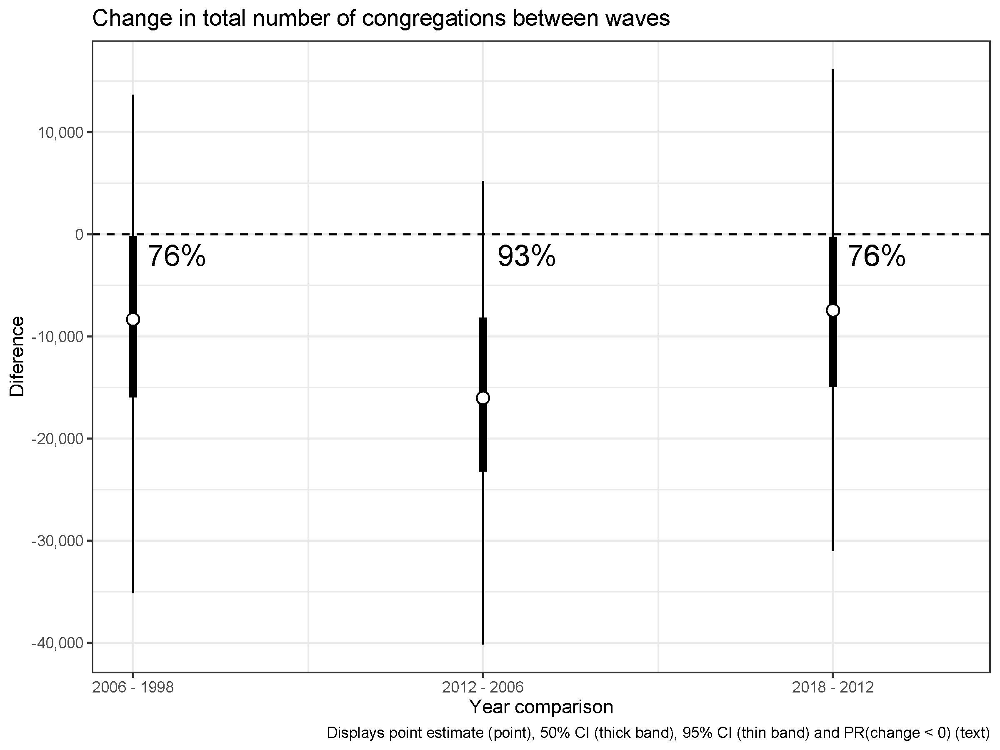 Change in total number of congregations between waves
10,000
0
76%
93%
76%
-10,000
-20,000
-30,000
-40,000
Diference
2006 - 1998
2012 - 2006
2018 - 2012
Year comparison
Displays point estimate (point), 50% CI (thick band), 95% CI (thin band) and PR(change < 0) (text)